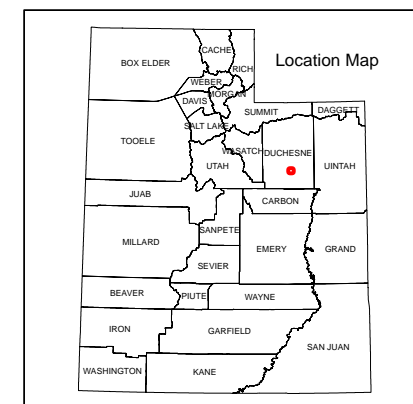 Location Map
CACHE
BOX ELDER
RICH
WEBER
MORGAN
DAVIS
SUMMIT
DAGGETT
SALT LAKE
TOOELE
WASATCH
DUCHESNE
UTAH
UINTAH
JUAB
CARBON
SANPETE
MILLARD
EMERY
GRAND
SEVIER
BEAVER
PIUTE
WAYNE
IRON
GARFIELD
SAN JUAN
WASHINGTON
KANE